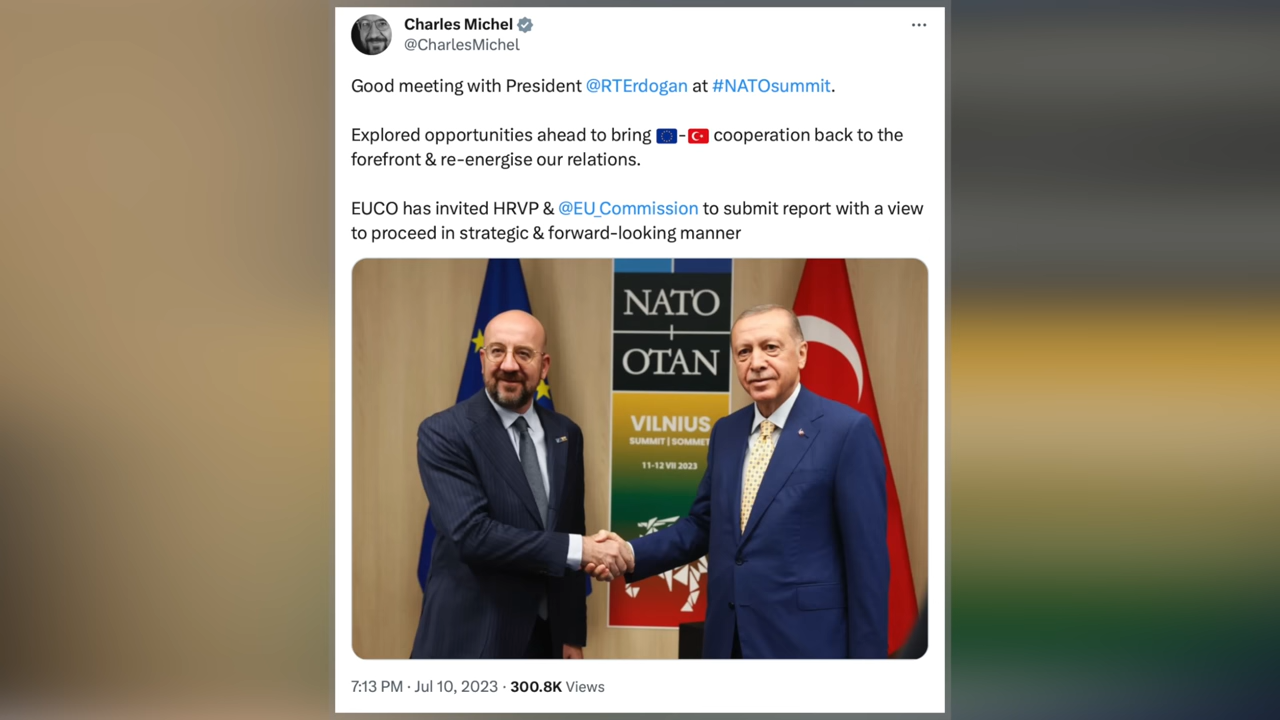 Charles Michel
@CharlesMichel
Good meeting with President @RTErdogan at #NATOsummit.
Explored opportunities ahead to bring 🇪🇺-🇹🇷 cooperation back to the
forefront & re-energise our relations.
EUCO has invited HRVP & @EU_Commission to submit report with a view
to proceed in strategic & forward-looking manner
NATO
OTAN
VILNIUS
SUMMIT | SOMMET
11-12 VII 2023
7:13 PM · Jul 10, 2023 · 300.8K Views